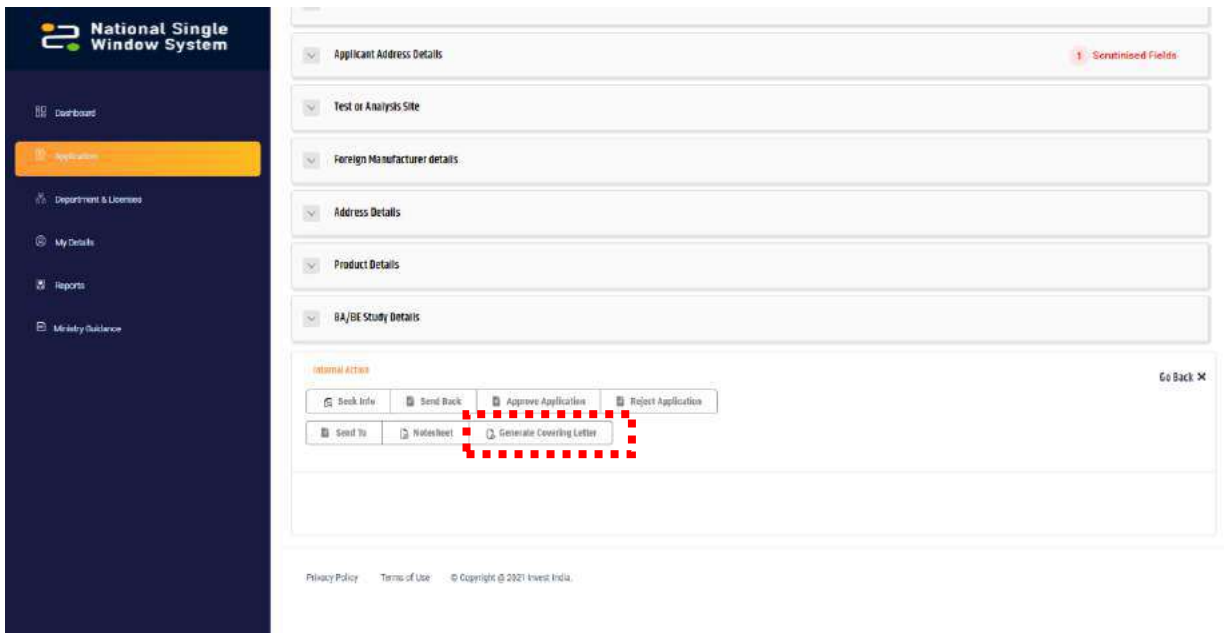 National Single
Window System
Dashboard
Application
Department & Licenses
My Details
Reports
Ministry Guidance
Applicant Address Details
1 Scrutinised Fields
Test or Analysis Site
Foreign Manufacturer details
Address Details
Product Details
BA/BE Study Details
Internal Action
Go Back X
Seek Info Send Back Approve Application Reject Application
Send To Notesheet Generate Covering Letter
Privacy Policy Terms of Use © Copyright @ 2021 Invest India.